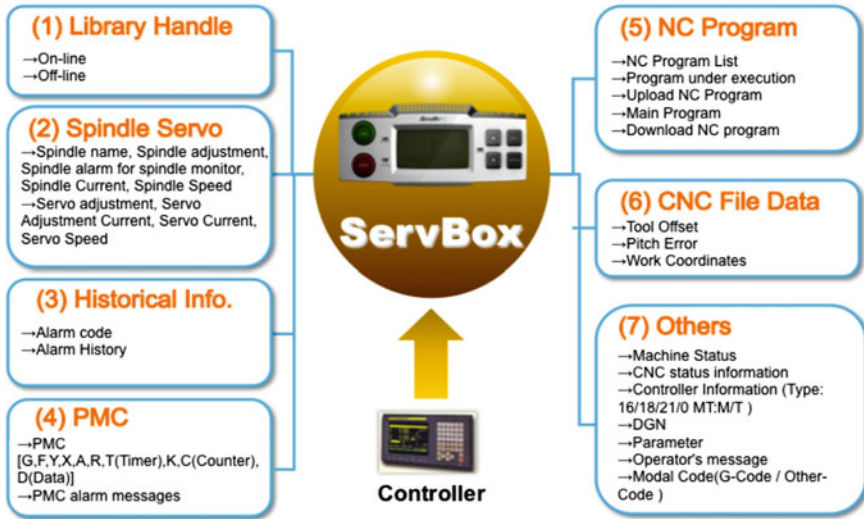 (1) Library Handle
→On-line
→Off-line
(2) Spindle Servo
→Spindle name, Spindle adjustment,
Spindle alarm for spindle monitor,
Spindle Current, Spindle Speed
→Servo adjustment, Servo
Adjustment Current, Servo Current,
Servo Speed
(3) Historical Info.
→Alarm code
→Alarm History
(4) PMC
→PMC
[G,F,Y,X,A,R,T(Timer),K,C(Counter),
D(Data)]
→PMC alarm messages
ServBox
Controller
(5) NC Program
→NC Program List
→Program under execution
→Upload NC Program
→Main Program
→Download NC program
(6) CNC File Data
→Tool Offset
→Pitch Error
→Work Coordinates
(7) Others
→Machine Status
→CNC status information
→Controller Information (Type:
16/18/21/0 MT:M/T )
→DGN
→Parameter
→Operator's message
→Modal Code(G-Code / Other-
Code )